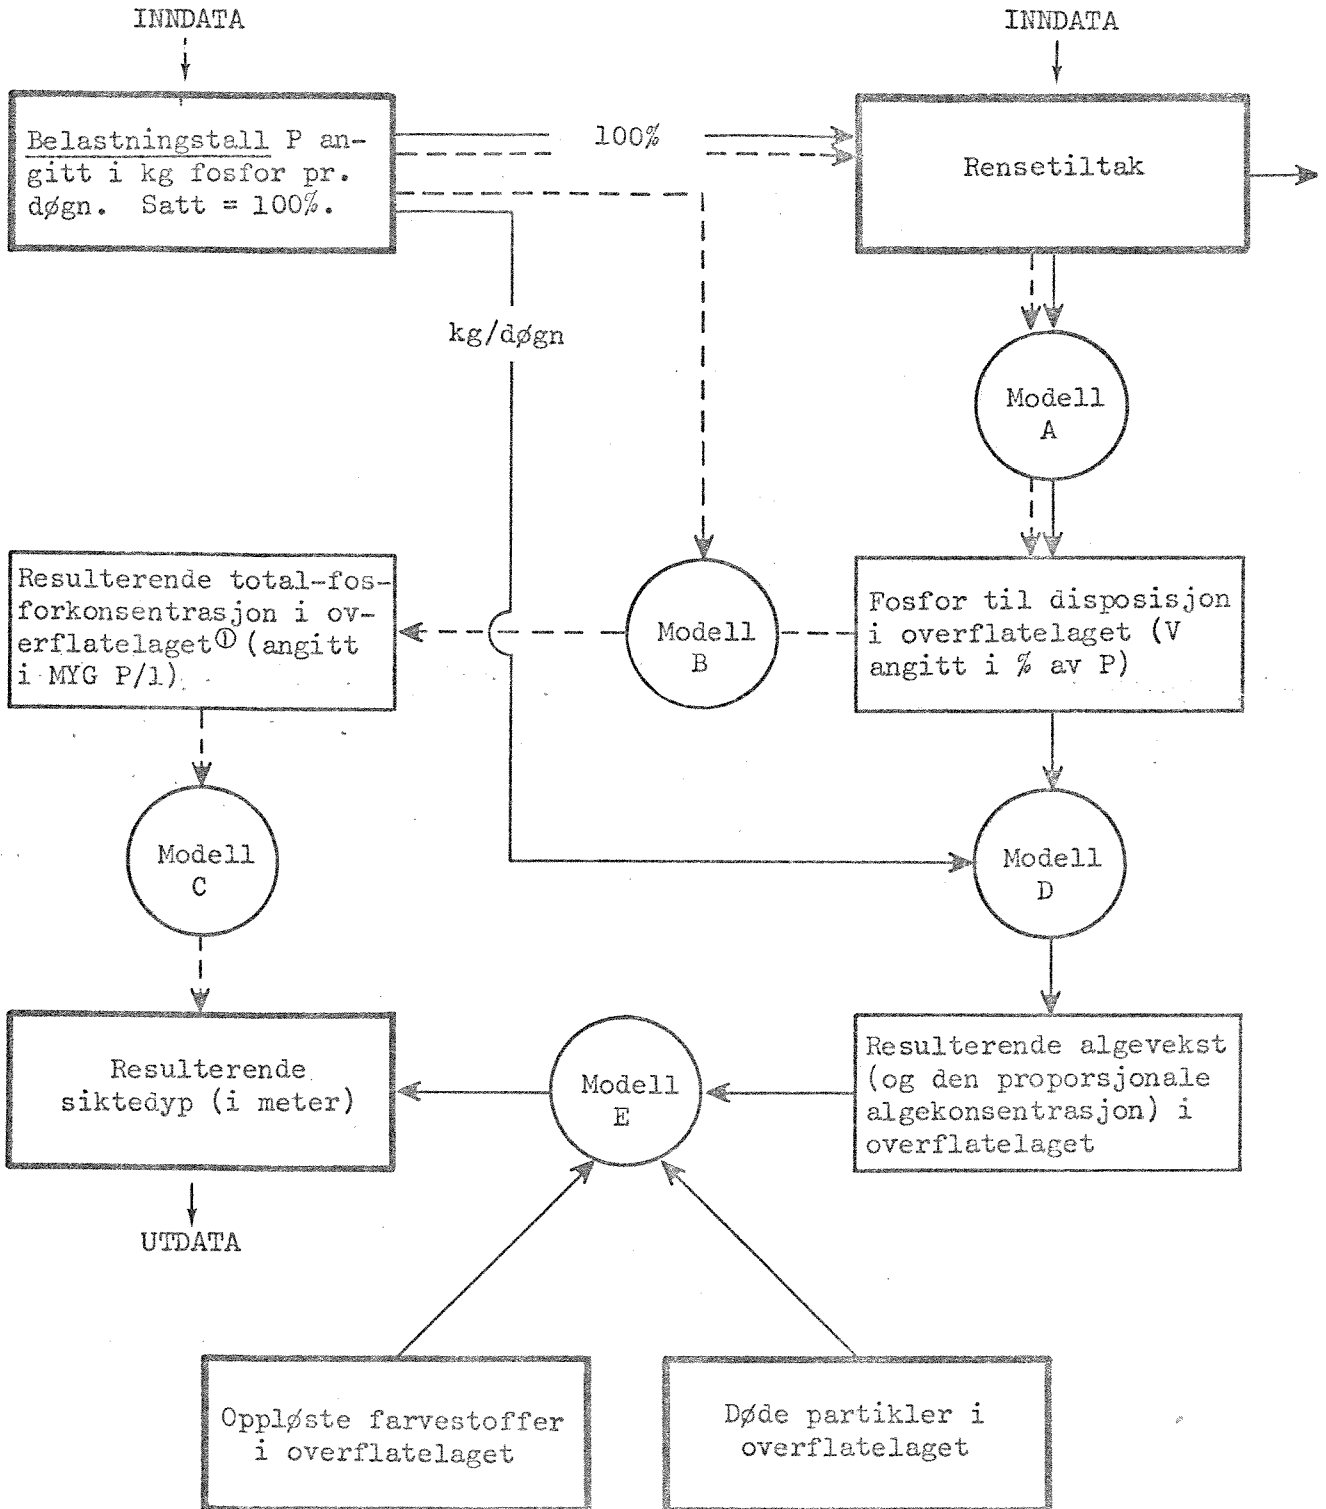 INNDATA
INNDATA
Belastningstall P an-
gitt i kg fosfor pr.
døgn. Satt = 100%.
100%
Rensetiltak
kg/døgn
Modell
A
Resulterende total-fos-
forkonsentrasjon i ov-
erflatelaget① (angitt
i MYG P/l)
Modell
B
Fosfor til disposisjon
i overflatelaget (V
angitt i % av P)
Modell
C
Modell
D
Resulterende
siktedyp (i meter)
Modell
E
Resulterende algevekst
(og den proporsjonale
algekonsentrasjon) i
overflatelaget
UTDATA
Oppløste farvestoffer
i overflatelaget
Døde partikler i
overflatelaget